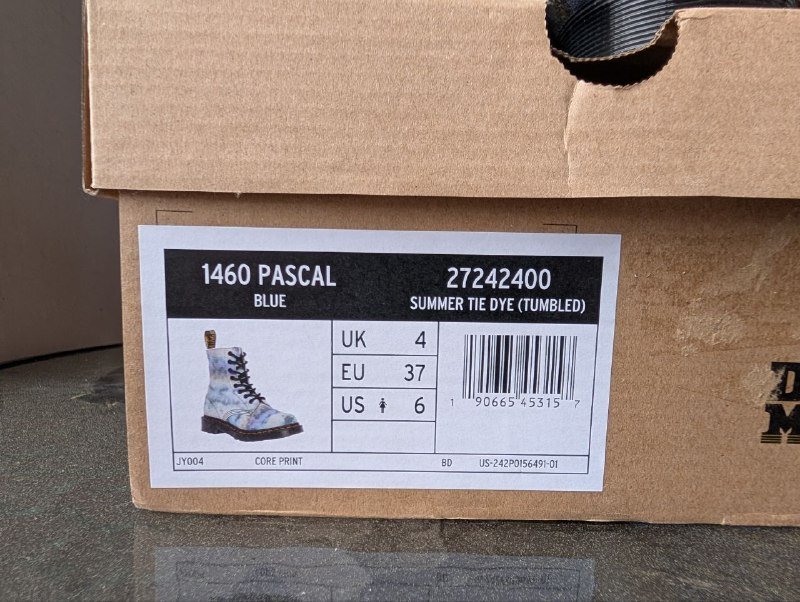 1460 PASCAL
BLUE
27242400
SUMMER TIE DYE (TUMBLED)
UK 4
EU 37
US 6
1 90665 45315 7
JY004 CORE PRINT BD US-242P0156491-01
D
M